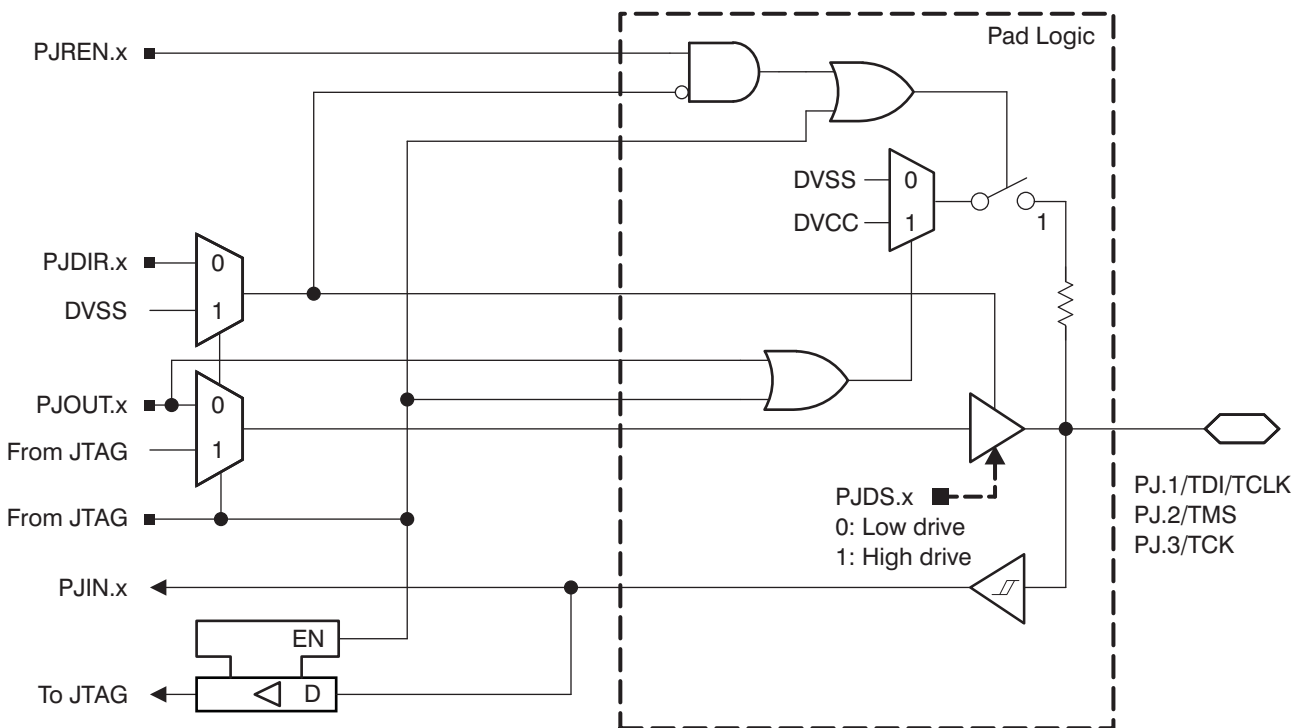 Pad Logic
PJREN.x
DVSS
0
DVCC
1
1
PJDIR.x
0
DVSS
1
PJOUT.x
0
From JTAG
1
From JTAG
PJDS.x
0: Low drive
1: High drive
PJ.1/TDI/TCLK
PJ.2/TMS
PJ.3/TCK
PJIN.x
EN
To JTAG
D